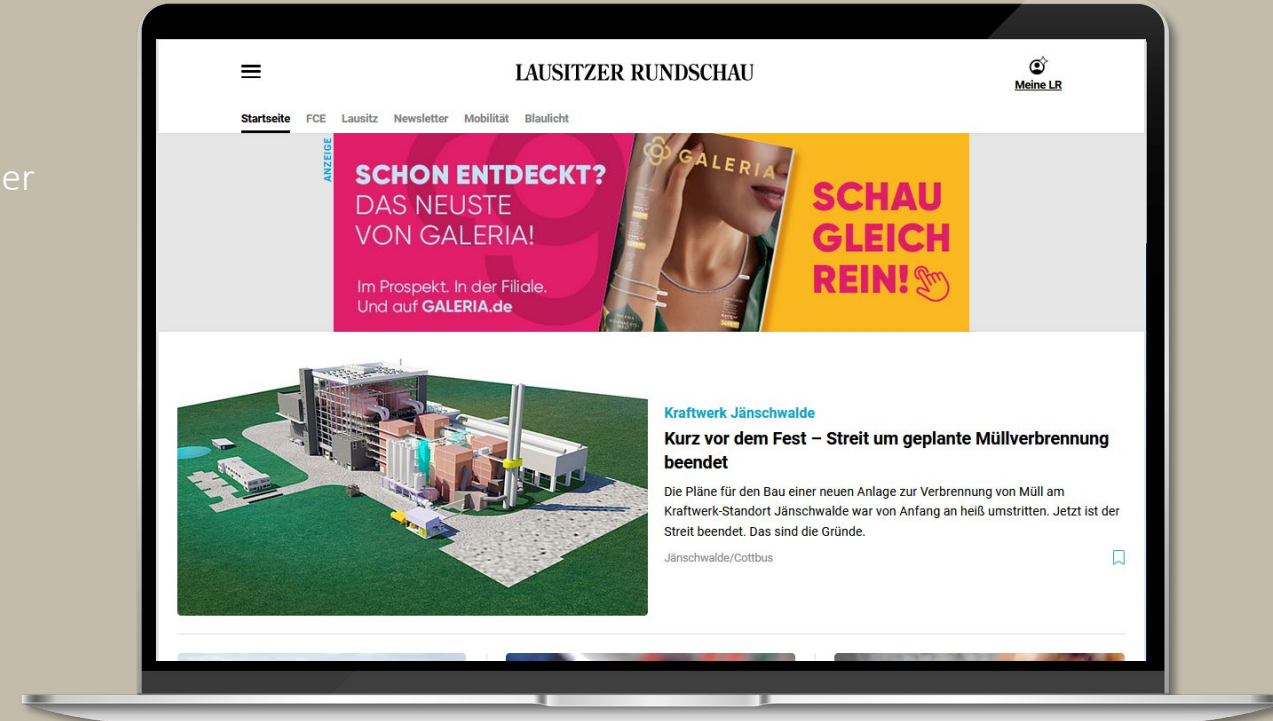 er
LAUSITZER RUNDSCHAU
Meine LR
Startseite FCE Lausitz Newsletter Mobilität Blaulicht
ANZEIGE
SCHON ENTDECKT?
DAS NEUSTE
VON GALERIA!
Im Prospekt. In der Filiale.
Und auf GALERIA.de
GALERIA
SCHAU
GLEICH
REIN!
Kraftwerk Jänschwalde
Kurz vor dem Fest – Streit um geplante Müllverbrennung
beendet
Die Pläne für den Bau einer neuen Anlage zur Verbrennung von Müll am
Kraftwerk-Standort Jänschwalde war von Anfang an heiß umstritten. Jetzt ist der
Streit beendet. Das sind die Gründe.
Jänschwalde/Cottbus